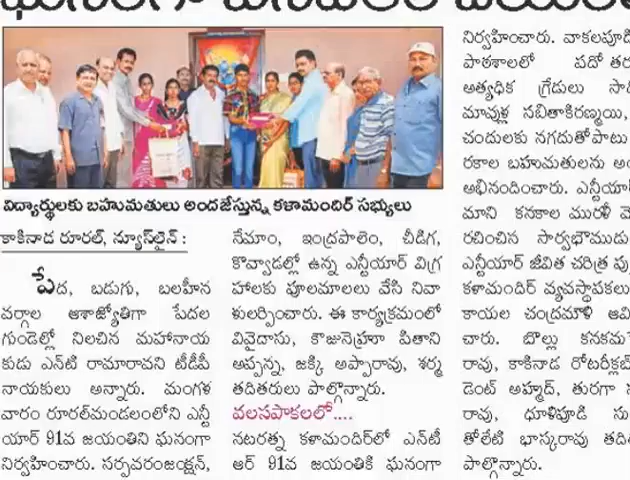 విద్యార్థులకు బహుమతులు అందజేస్తున్న కళామందిర్ సభ్యులు
కాకినాడ రూరల్, న్యూస్‌లైన్ :
పేద, బడుగు, బలహీన
వర్గాల ఆశాజ్యోతిగా పేదల
గుండెల్లో నిలచిన మహానాయ
కుడు ఎన్‌టి రామారావని టీడీపీ
నాయకులు అన్నారు. మంగళ
వారం రూరల్‌మండలంలోని ఎన్టీ
యార్ 91వ జయంతిని ఘనంగా
నిర్వహించారు. సర్పవరంజంక్షన్,
నేమాం, ఇంద్రపాలెం, చీడిగ,
కొవ్వాడల్లో ఉన్న ఎన్టీయార్ విగ్ర
హాలకు పూలమాలలు వేసి నివా
ళులర్పించారు. ఈ కార్యక్రమంలో
వివైదాసు, కౌజునెహ్రూ పితాని
అప్పన్న, జక్కి అప్పారావు, శర్మ
తదితరులు పాల్గొన్నారు.
వలసపాకలలో....
నటరత్న కళామందిర్‌లో ఎన్‌టీ
ఆర్ 91వ జయంతికి ఘనంగా
నిర్వహించారు. వాకలపూడి
పాఠశాలలో పదో తర
అత్యధిక గ్రేడులు సా
మావుళ్ల నబితాకిరణ్మయి,
చందులకు నగదుతోపాటు
రకాల బహుమతులను అం
అభినందించారు. ఎన్టీయా
మాని కనకాల మురళీ మె
రచించిన సార్వభౌముడు
ఎన్టీయార్ జీవిత చరిత్ర పు
కళామందిర్ వ్యవస్థాపకులు
కాయల చంద్రమౌళి ఆవి
చారు. బొల్లు కనకమ
రావు, కాకినాడ రోటరీక్లబ్
డెంట్ అహ్మద్, తురగా సు
రావు, ధూళిపూడి సు
తోలేటి భాస్కరావు తదిత
పాల్గొన్నారు.